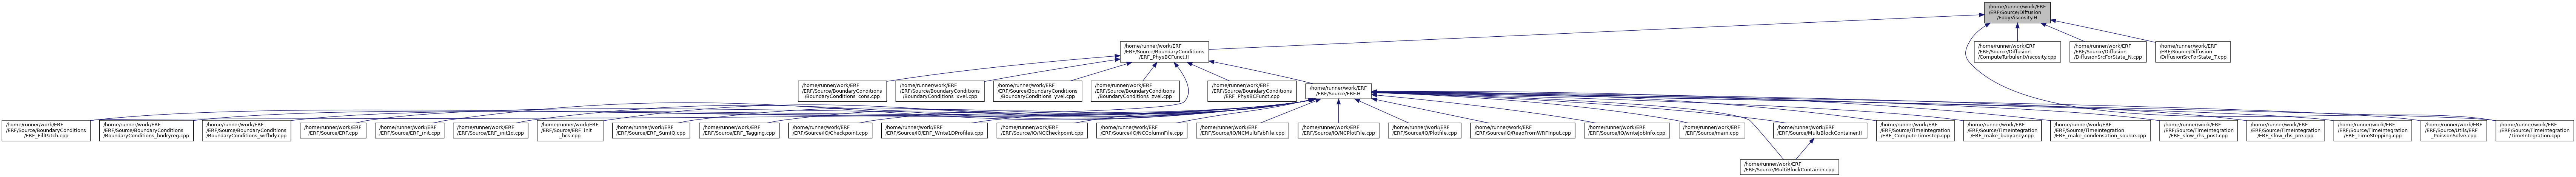 /home/runner/work/ERF
/ERF/Source/Diffusion
/EddyViscosity.H
/home/runner/work/ERF
/ERF/Source/BoundaryConditions
/ERF_PhysBCFunct.H
/home/runner/work/ERF
/ERF/Source/Diffusion
/ComputeTurbulentViscosity.cpp
/home/runner/work/ERF
/ERF/Source/Diffusion
/DiffusionSrcForState_N.cpp
/home/runner/work/ERF
/ERF/Source/Diffusion
/DiffusionSrcForState_T.cpp
/home/runner/work/ERF
/ERF/Source/BoundaryConditions
/BoundaryConditions_cons.cpp
/home/runner/work/ERF
/ERF/Source/BoundaryConditions
/BoundaryConditions_xvel.cpp
/home/runner/work/ERF
/ERF/Source/BoundaryConditions
/BoundaryConditions_yvel.cpp
/home/runner/work/ERF
/ERF/Source/BoundaryConditions
/BoundaryConditions_zvel.cpp
/home/runner/work/ERF
/ERF/Source/BoundaryConditions
/ERF_PhysBCFunct.cpp
/home/runner/work/ERF
/ERF/Source/ERF.H
/home/runner/work/ERF
/ERF/Source/BoundaryConditions
/ERF_FillPatch.cpp
/home/runner/work/ERF
/ERF/Source/BoundaryConditions
/BoundaryConditions_bndryreg.cpp
/home/runner/work/ERF
/ERF/Source/BoundaryConditions
/BoundaryConditions_wrfbdy.cpp
/home/runner/work/ERF
/ERF/Source/ERF.cpp
/home/runner/work/ERF
/ERF/Source/ERF_init.cpp
/home/runner/work/ERF
/ERF/Source/ERF_init1d.cpp
/home/runner/work/ERF
/ERF/Source/ERF_init
_bcs.cpp
/home/runner/work/ERF
/ERF/Source/ERF_SumIQ.cpp
/home/runner/work/ERF
/ERF/Source/ERF_Tagging.cpp
/home/runner/work/ERF
/ERF/Source/IO/Checkpoint.cpp
/home/runner/work/ERF
/ERF/Source/IO/ERF_Write1DProfiles.cpp
/home/runner/work/ERF
/ERF/Source/IO/NCCheckpoint.cpp
/home/runner/work/ERF
/ERF/Source/IO/NCColumnFile.cpp
/home/runner/work/ERF
/ERF/Source/IO/NCMultiFabFile.cpp
/home/runner/work/ERF
/ERF/Source/IO/NCPlotFile.cpp
/home/runner/work/ERF
/ERF/Source/IO/Plotfile.cpp
/home/runner/work/ERF
/ERF/Source/IO/ReadFromWRFInput.cpp
/home/runner/work/ERF
/ERF/Source/IO/writeJobInfo.cpp
/home/runner/work/ERF
/ERF/Source/main.cpp
/home/runner/work/ERF
/ERF/Source/MultiBlockContainer.H
/home/runner/work/ERF
/ERF/Source/TimeIntegration
/ERF_ComputeTimestep.cpp
/home/runner/work/ERF
/ERF/Source/TimeIntegration
/ERF_make_buoyancy.cpp
/home/runner/work/ERF
/ERF/Source/TimeIntegration
/ERF_make_condensation_source.cpp
/home/runner/work/ERF
/ERF/Source/TimeIntegration
/ERF_slow_rhs_post.cpp
/home/runner/work/ERF
/ERF/Source/TimeIntegration
/ERF_slow_rhs_pre.cpp
/home/runner/work/ERF
/ERF/Source/TimeIntegration
/ERF_TimeStepping.cpp
/home/runner/work/ERF
/ERF/Source/Utils/ERF
_PoissonSolve.cpp
/home/runner/work/ERF
/ERF/Source/TimeIntegration
/TimeIntegration.cpp
/home/runner/work/ERF
/ERF/Source/MultiBlockContainer.cpp